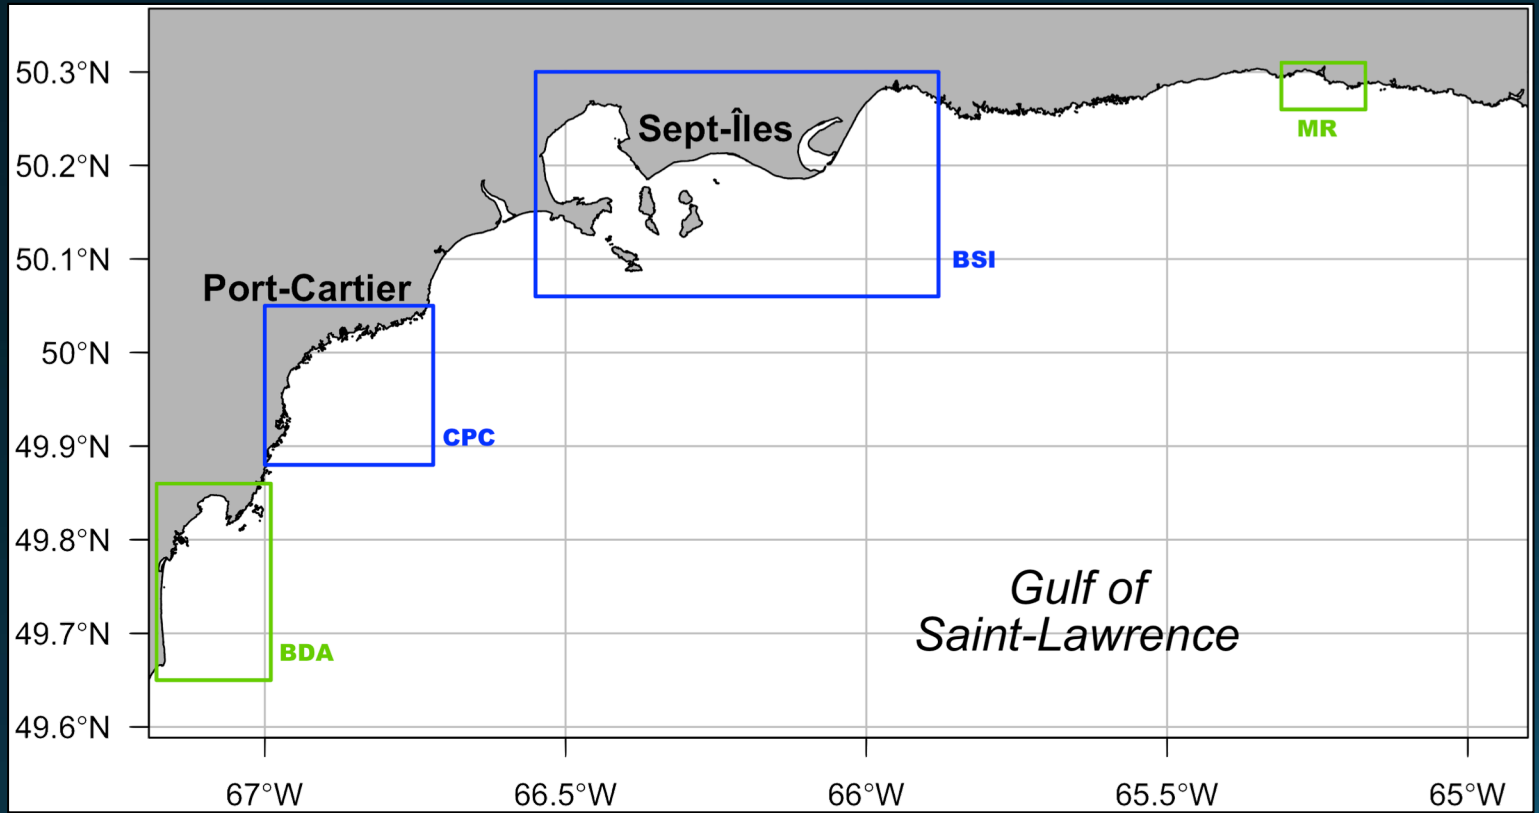 50.3°N
MR
Sept-Îles
50.2°N
50.1°N
BSI
Port-Cartier
50°N
CPC
49.9°N
49.8°N
Gulf of
Saint-Lawrence
49.7°N
BDA
49.6°N
67°W 66.5°W 66°W 65.5°W 65°W